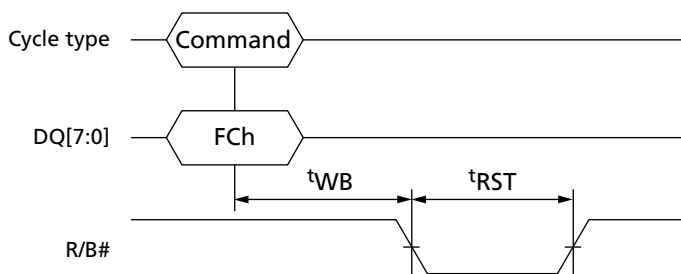 Cycle type
Command
DQ[7:0]
FCh
tWB
tRST
R/B#